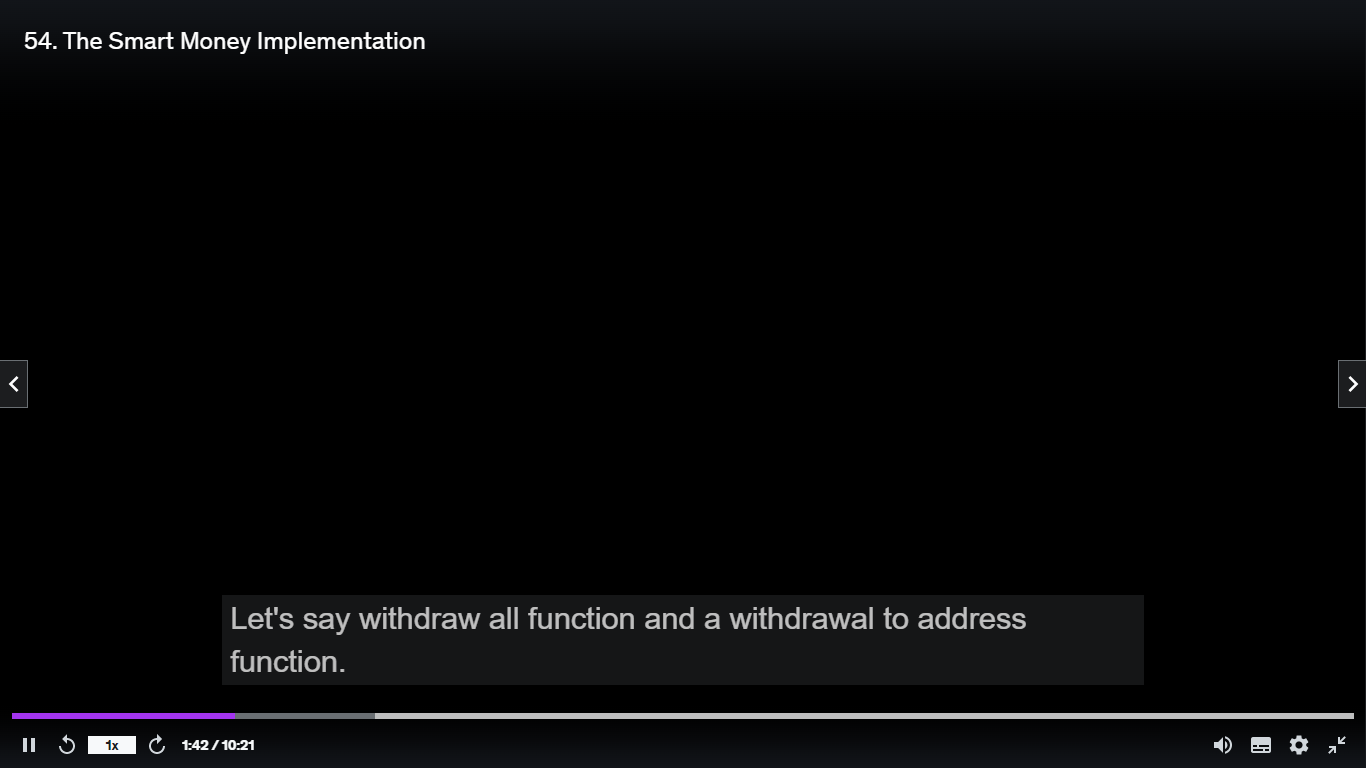 54. The Smart Money Implementation
Let's say withdraw all function and a withdrawal to address
function.
1x
1:42 / 10:21